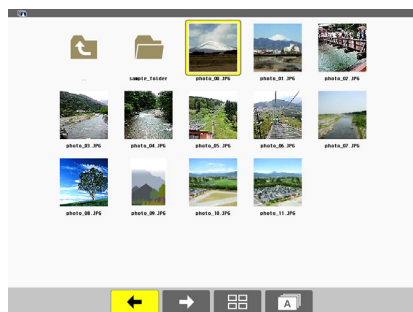 ..
sample_folder
photo_00.JPG
photo_01.JPG
photo_02.JPG
photo_03.JPG
photo_04.JPG
photo_05.JPG
photo_06.JPG
photo_07.JPG
photo_08.JPG
photo_09.JPG
photo_10.JPG
photo_11.JPG
A